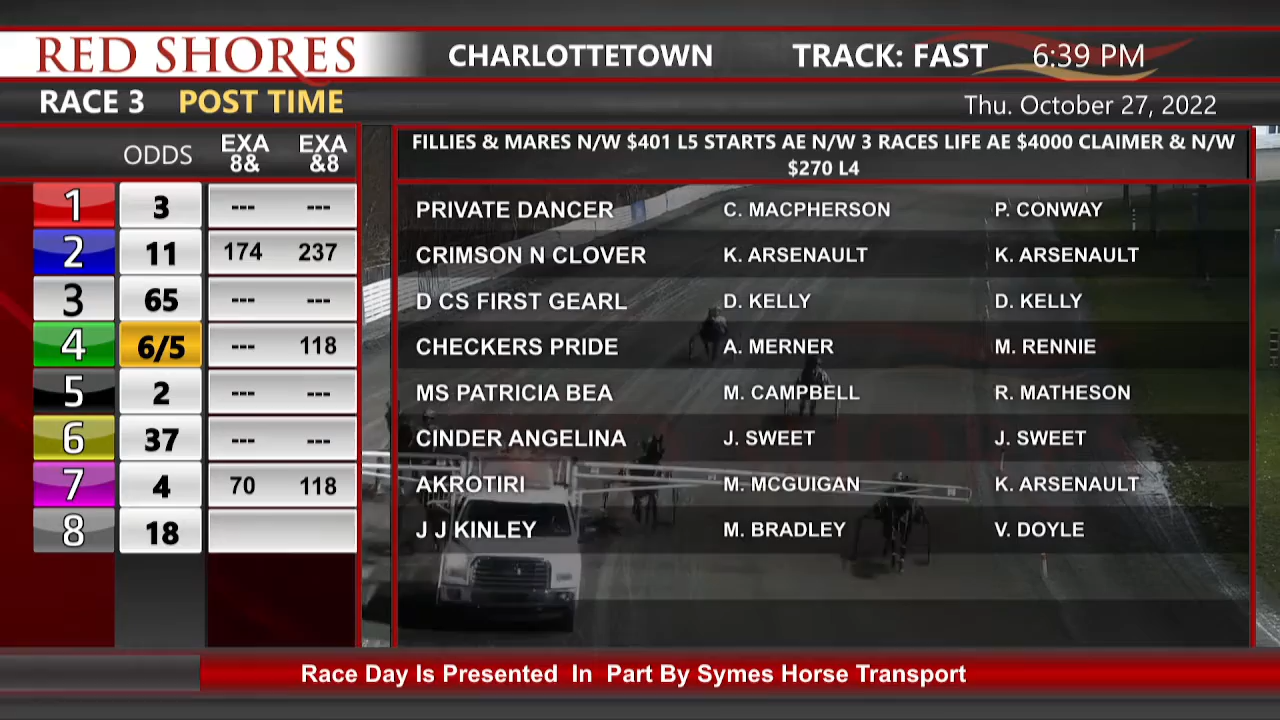 RED SHORES CHARLOTTETOWN TRACK: FAST 6:39 PM
RACE 3 POST TIME Thu. October 27, 2022
ODDS EXA 8& EXA &8
FILLIES & MARES N/W $401 L5 STARTS AE N/W 3 RACES LIFE AE $4000 CLAIMER & N/W
$270 L4
1 3 --- --- PRIVATE DANCER C. MACPHERSON P. CONWAY
2 11 174 237 CRIMSON N CLOVER K. ARSENAULT K. ARSENAULT
3 65 --- --- D CS FIRST GEARL D. KELLY D. KELLY
4 6/5 --- 118 CHECKERS PRIDE A. MERNER M. RENNIE
5 2 --- --- MS PATRICIA BEA M. CAMPBELL R. MATHESON
6 37 --- --- CINDER ANGELINA J. SWEET J. SWEET
7 4 70 118 AKROTIRI M. MCGUIGAN K. ARSENAULT
8 18 J J KINLEY M. BRADLEY V. DOYLE
Race Day Is Presented In Part By Symes Horse Transport